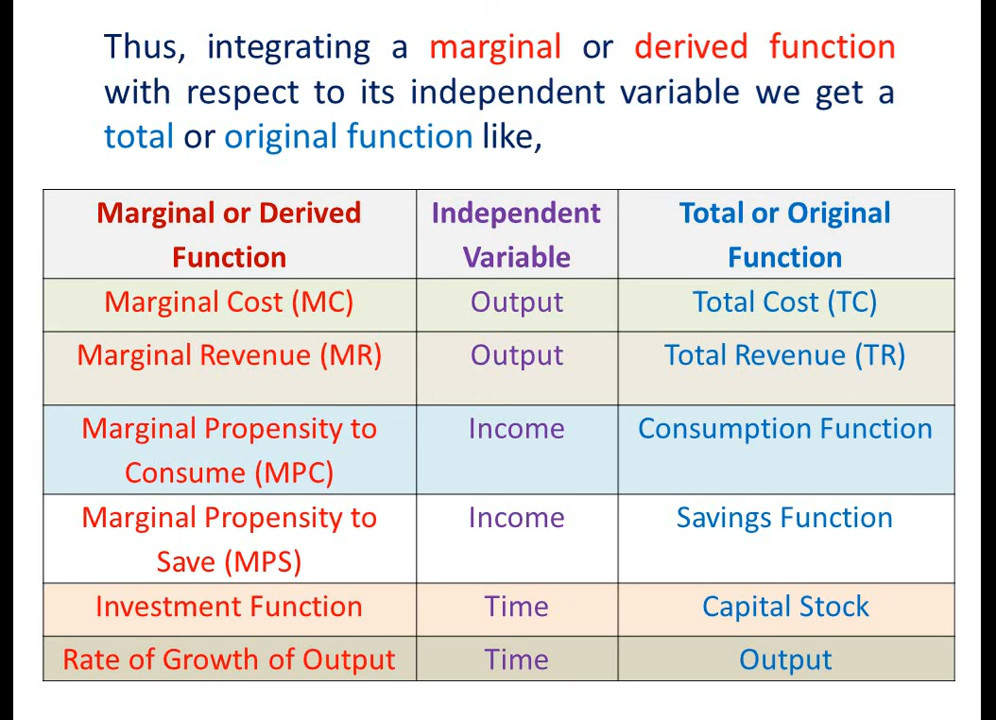 Thus, integrating a marginal or derived function
with respect to its independent variable we get a
total or original function like,
Marginal or Derived Function
Independent Variable
Total or Original Function
Marginal Cost (MC)
Output
Total Cost (TC)
Marginal Revenue (MR)
Output
Total Revenue (TR)
Marginal Propensity to
Consume (MPC)
Income
Consumption Function
Marginal Propensity to
Save (MPS)
Income
Savings Function
Investment Function
Time
Capital Stock
Rate of Growth of Output
Time
Output